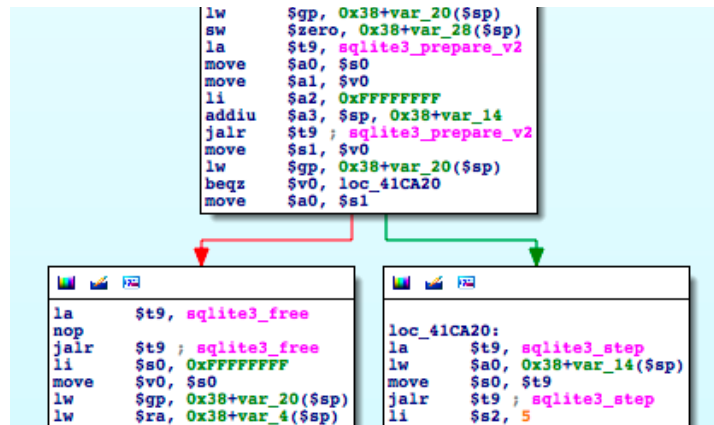 lw $gp, 0x38+var_20($sp)
sw $zero, 0x38+var_28($sp)
la $t9, sqlite3_prepare_v2
move $a0, $s0
move $a1, $v0
li $a2, 0xFFFFFFFF
addiu $a3, $sp, 0x38+var_14
jalr $t9 ; sqlite3_prepare_v2
move $s1, $v0
lw $gp, 0x38+var_20($sp)
beqz $v0, loc_41CA20
move $a0, $s1
la $t9, sqlite3_free
nop
jalr $t9 ; sqlite3_free
li $s0, 0xFFFFFFFF
move $v0, $s0
lw $gp, 0x38+var_20($sp)
lw $ra, 0x38+var_4($sp)
loc_41CA20:
la $t9, sqlite3_step
lw $a0, 0x38+var_14($sp)
move $s0, $t9
jalr $t9 ; sqlite3_step
li $s2, 5